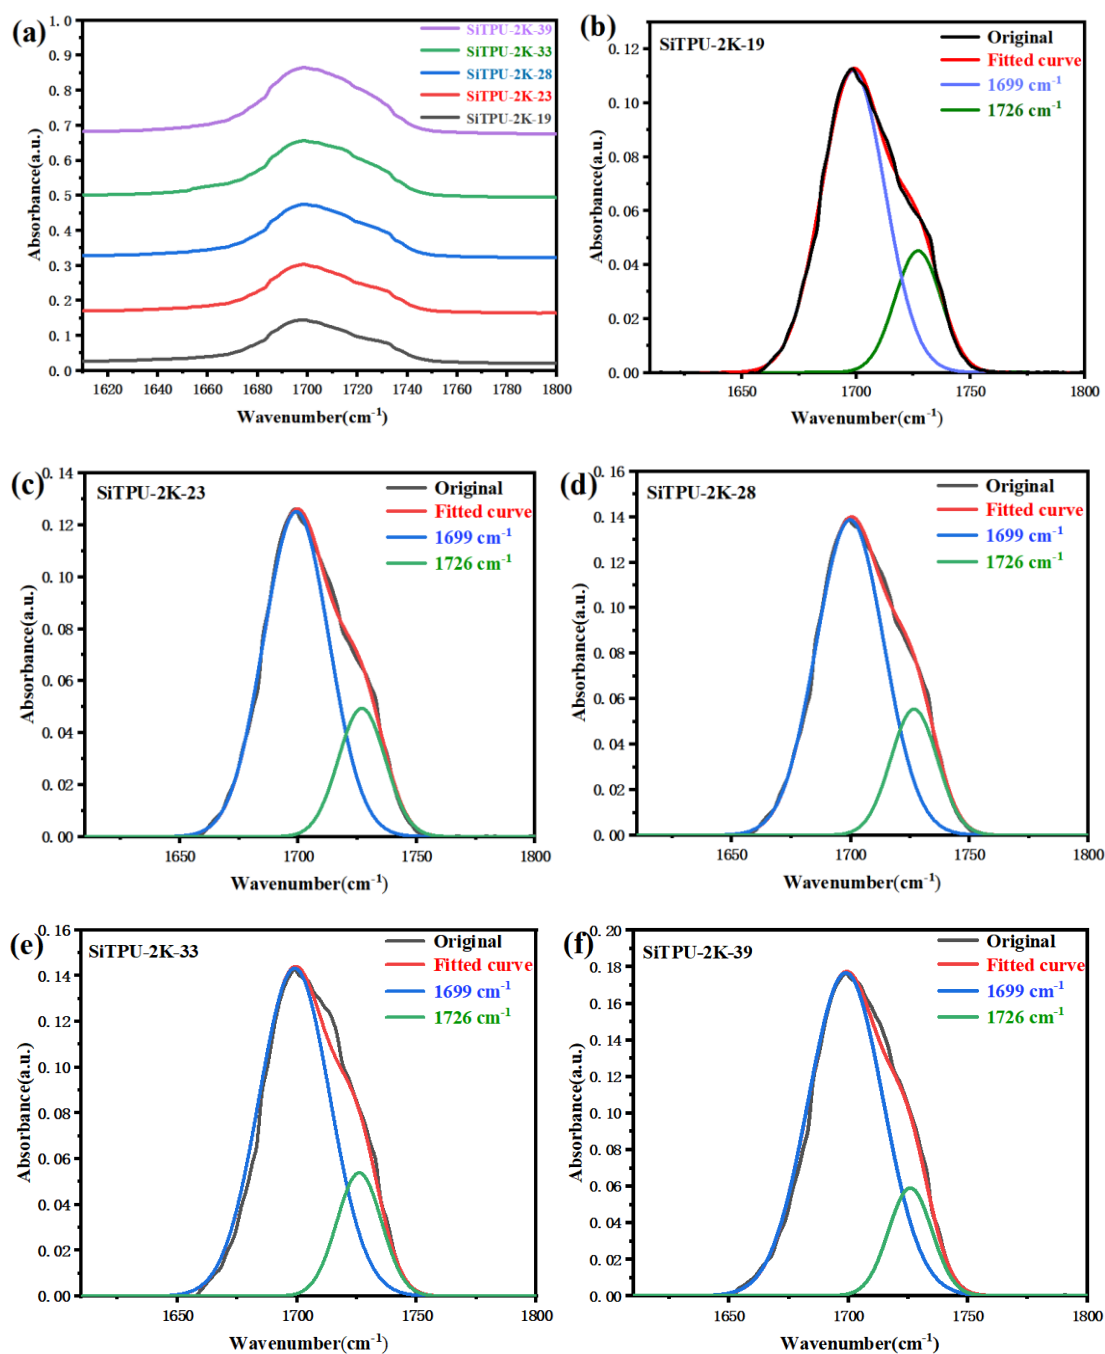 (a)
1. 0
0. 9
0. 8
0. 7
0. 6
0. 5
0. 4
0. 3
0. 2
0. 1
0. 0
Absorbance(a.u.)
SiTPU-2K-39
SiTPU-2K-33
SiTPU-2K-28
SiTPU-2K-23
SiTPU-2K-19
1620 1640 1660 1680 1700 1720 1740 1760 1780 1800
Wavenumber(cm⁻¹)
(b)
SiTPU-2K-19
Original
Fitted curve
1699 cm⁻¹
1726 cm⁻¹
0. 12
0. 10
0. 08
0. 06
0. 04
0. 02
0. 00
Absorbance(a.u.)
1650 1700 1750 1800
Wavenumber(cm⁻¹)
(c)
SiTPU-2K-23
Original
Fitted curve
1699 cm⁻¹
1726 cm⁻¹
0. 14
0. 12
0. 10
0. 08
0. 06
0. 04
0. 02
0. 00
Absorbance(a.u.)
1650 1700 1750 1800
Wavenumber(cm⁻¹)
(d)
SiTPU-2K-28
Original
Fitted curve
1699 cm⁻¹
1726 cm⁻¹
0. 16
0. 14
0. 12
0. 10
0. 08
0. 06
0. 04
0. 02
0. 00
Absorbance(a.u.)
1650 1700 1750 1800
Wavenumber(cm⁻¹)
(e)
SiTPU-2K-33
Original
Fitted curve
1699 cm⁻¹
1726 cm⁻¹
0. 16
0. 14
0. 12
0. 10
0. 08
0. 06
0. 04
0. 02
0. 00
Absorbance(a.u.)
1650 1700 1750 1800
Wavenumber(cm⁻¹)
(f)
SiTPU-2K-39
Original
Fitted curve
1699 cm⁻¹
1726 cm⁻¹
0. 20
0. 18
0. 16
0. 14
0. 12
0. 10
0. 08
0. 06
0. 04
0. 02
0. 00
Absorbance(a.u.)
1650 1700 1750 1800
Wavenumber(cm⁻¹)